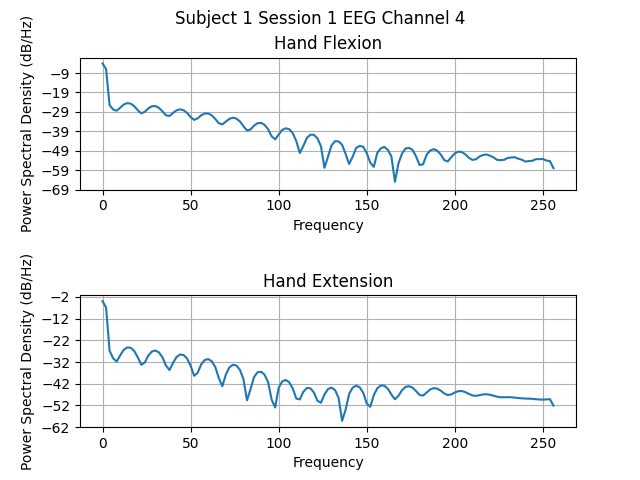 Subject 1 Session 1 EEG Channel 4
Hand Flexion
Power Spectral Density (dB/Hz)
−9
−19
−29
−39
−49
−59
−69
0 50 100 150 200 250
Frequency
Hand Extension
Power Spectral Density (dB/Hz)
−2
−12
−22
−32
−42
−52
−62
0 50 100 150 200 250
Frequency